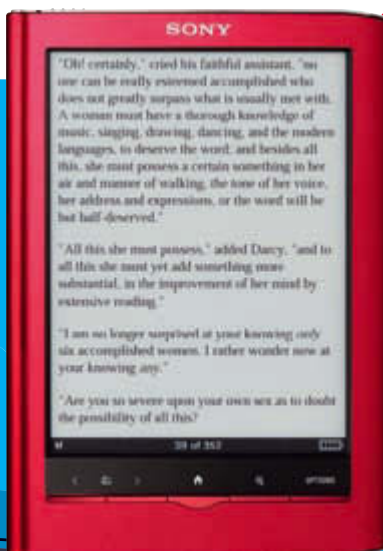 SONY
"Oh! certainly," cried his faithful assistant, "no
one can be really esteemed accomplished who
does not greatly surpass what is usually met with.
A woman must have a thorough knowledge of
music, singing, drawing, dancing, and the modern
languages, to deserve the word; and besides all
this, she must possess a certain something in her
air and manner of walking, the tone of her voice,
her address and expressions, or the word will be
but half-deserved."
"All this she must possess," added Darcy, "and to
all this she must yet add something more
substantial, in the improvement of her mind by
extensive reading."
"I am no longer surprised at your knowing only
six accomplished women. I rather wonder now at
your knowing any."
"Are you so severe upon your own sex as to doubt
the possibility of all this?
39 of 352
OPTIONS